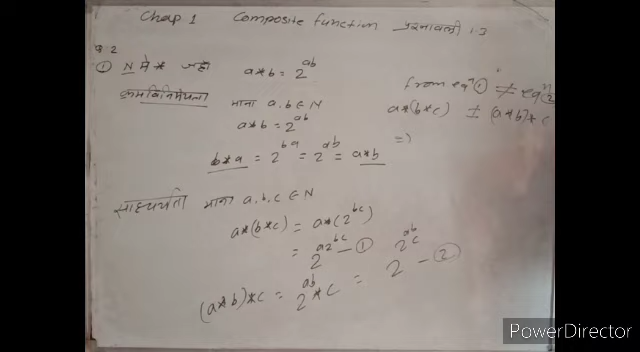 Chap 1 Composite function प्रश्नावली 1.3
Q.2
① N में * जहाँ a*b = 2^ab
क्रमविनिमेयता माना a,b ∈ N
a*b = 2^ab
b*a = 2^ba = 2^ab = a*b
=)
from eqⁿ ① ≠ eqⁿ ②
a*(b*c) ≠ (a*b)*c
साहचर्यता माना a,b,c ∈ N
a*(b*c) = a*(2^bc)
= 2^a2^bc — ①
(a*b)*c = 2^ab * c = 2^2^ab c — ②
PowerDirector